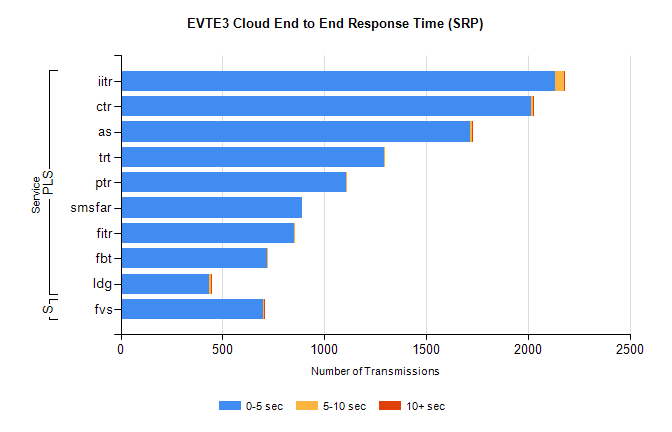 EVTE3 Cloud End to End Response Time (SRP)
Service
PLS
iitr
ctr
as
trt
ptr
smsfar
fitr
fbt
ldg
fvs
0 500 1000 1500 2000 2500
Number of Transmissions
0-5 sec 5-10 sec 10+ sec